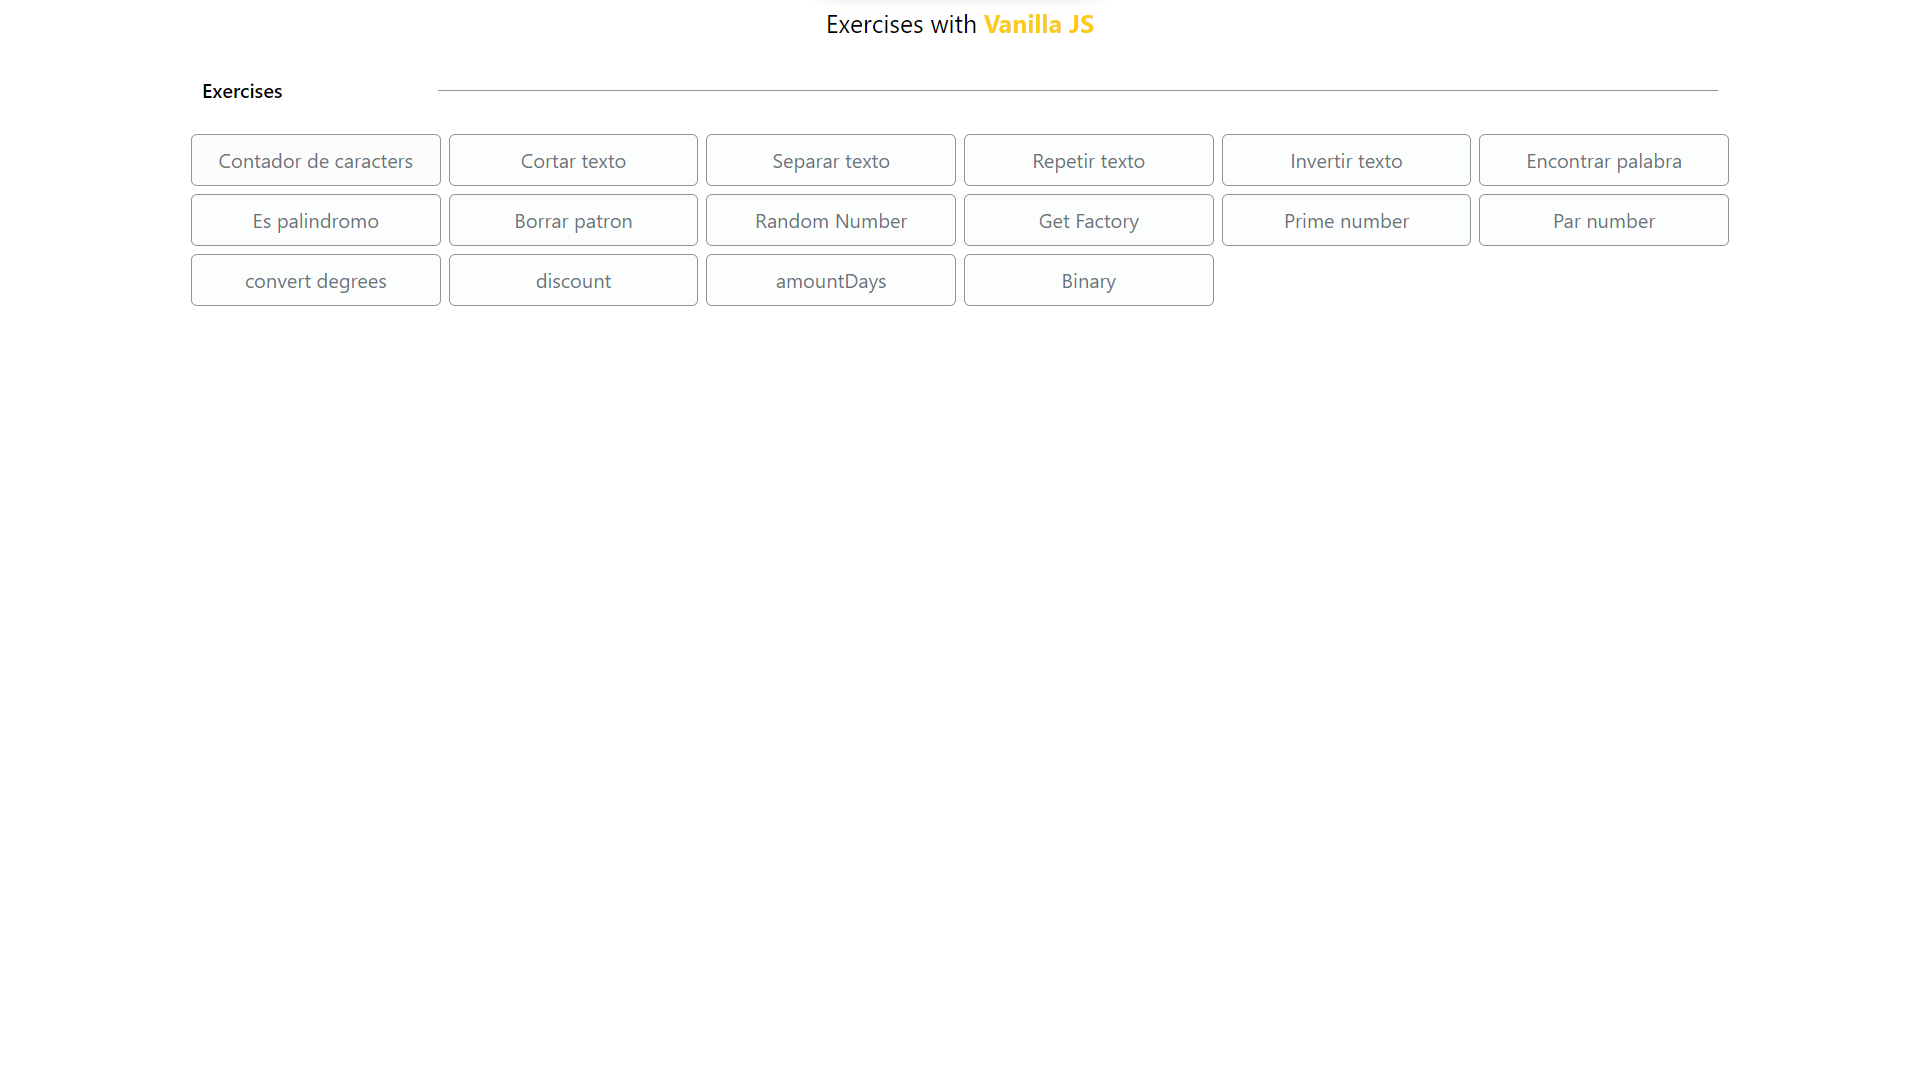 Exercises with Vanilla JS
Exercises
Contador de caracters
Cortar texto
Separar texto
Repetir texto
Invertir texto
Encontrar palabra
Es palindromo
Borrar patron
Random Number
Get Factory
Prime number
Par number
convert degrees
discount
amountDays
Binary